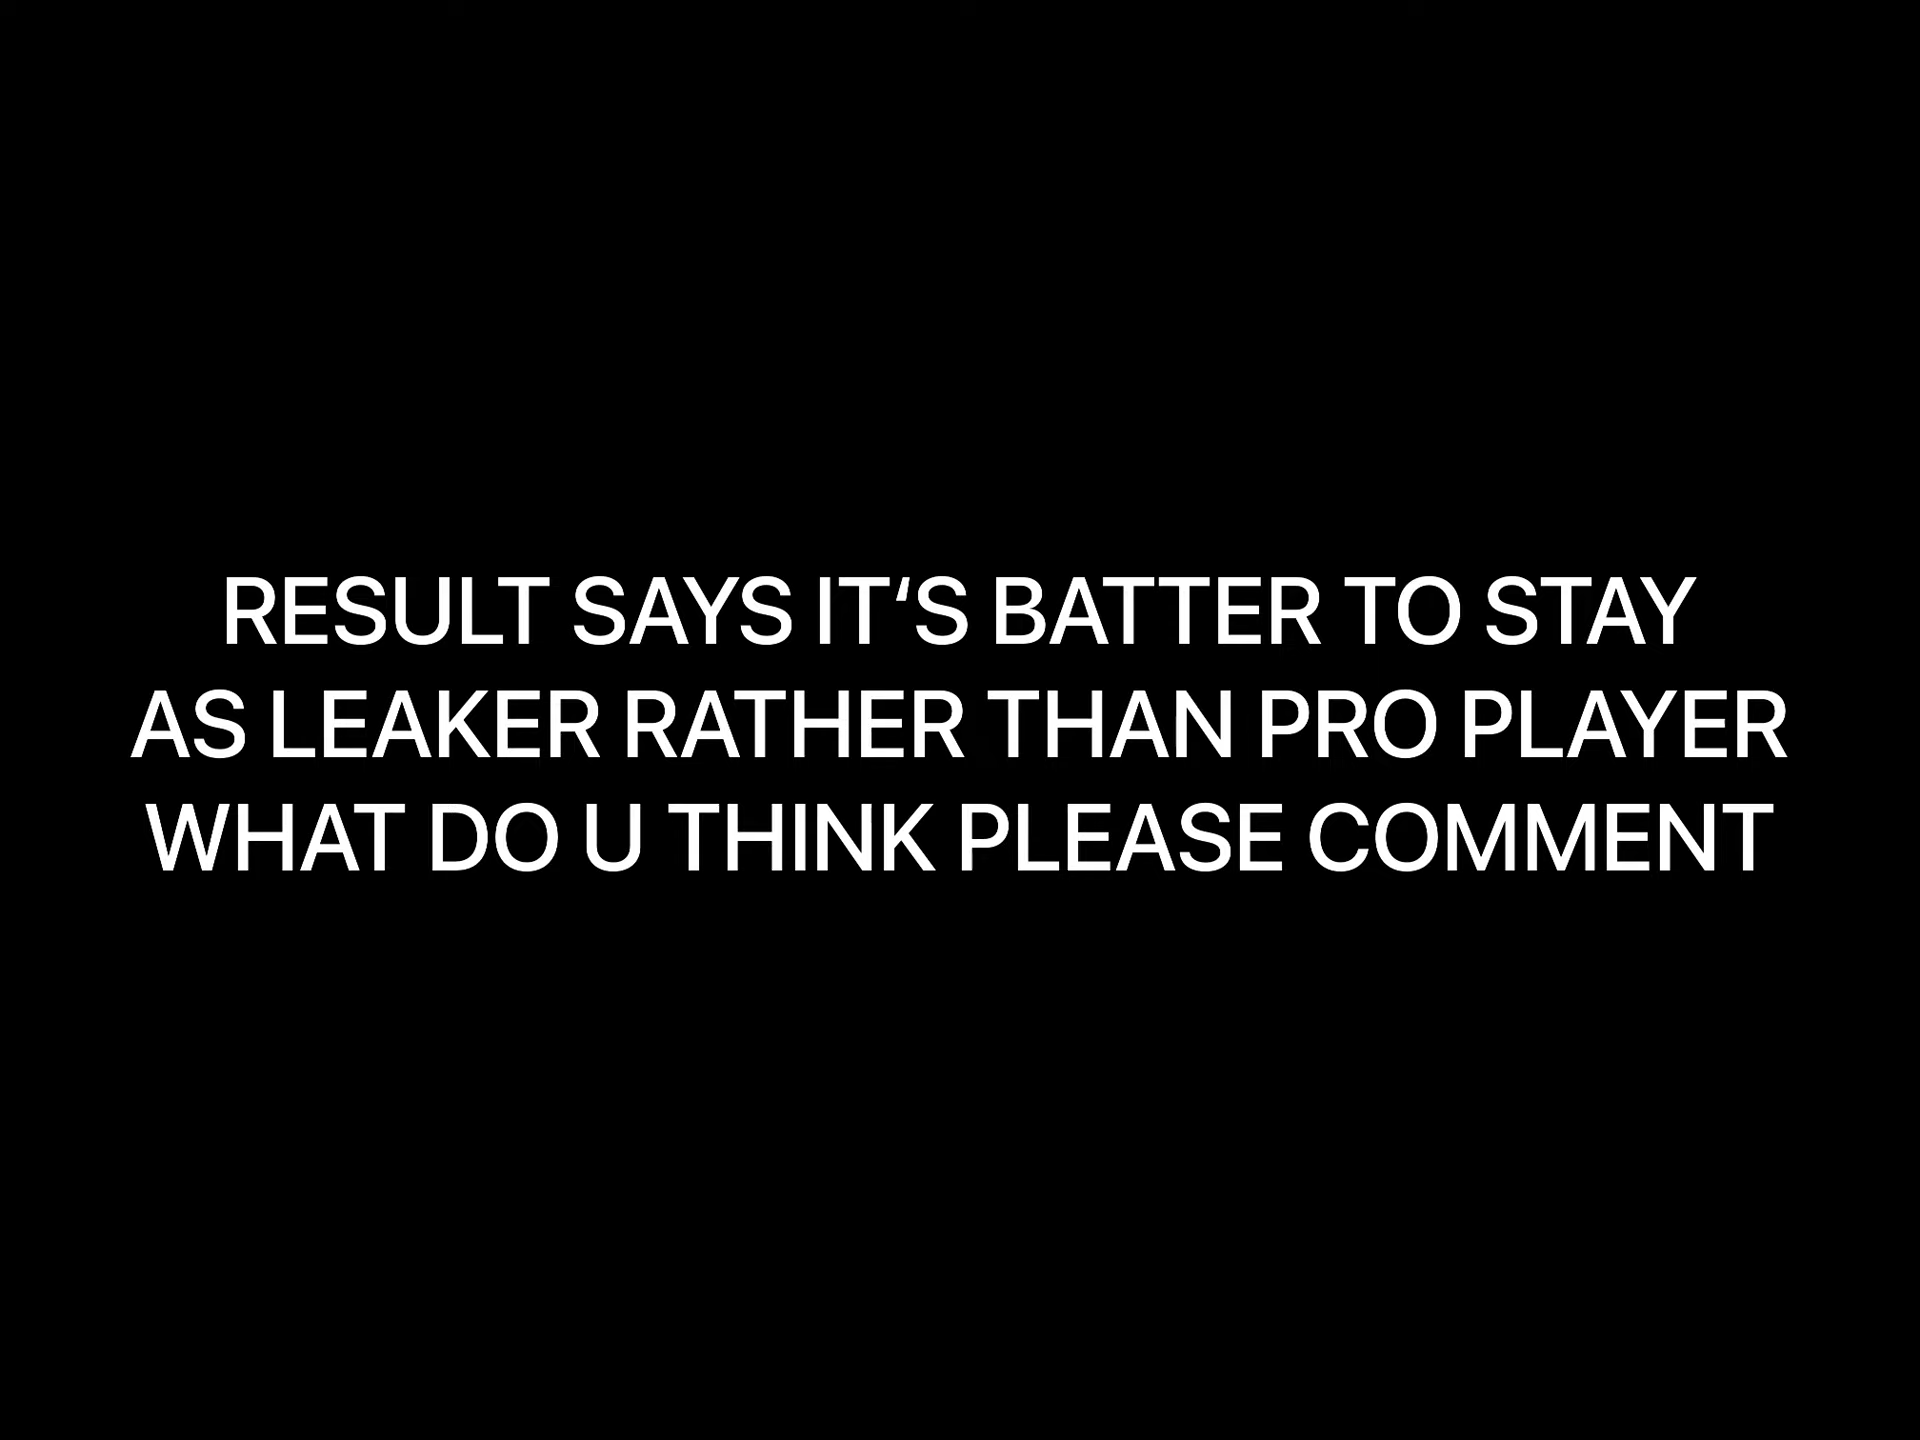 RESULT SAYS IT‘S BATTER TO STAY
AS LEAKER RATHER THAN PRO PLAYER
WHAT DO U THINK PLEASE COMMENT